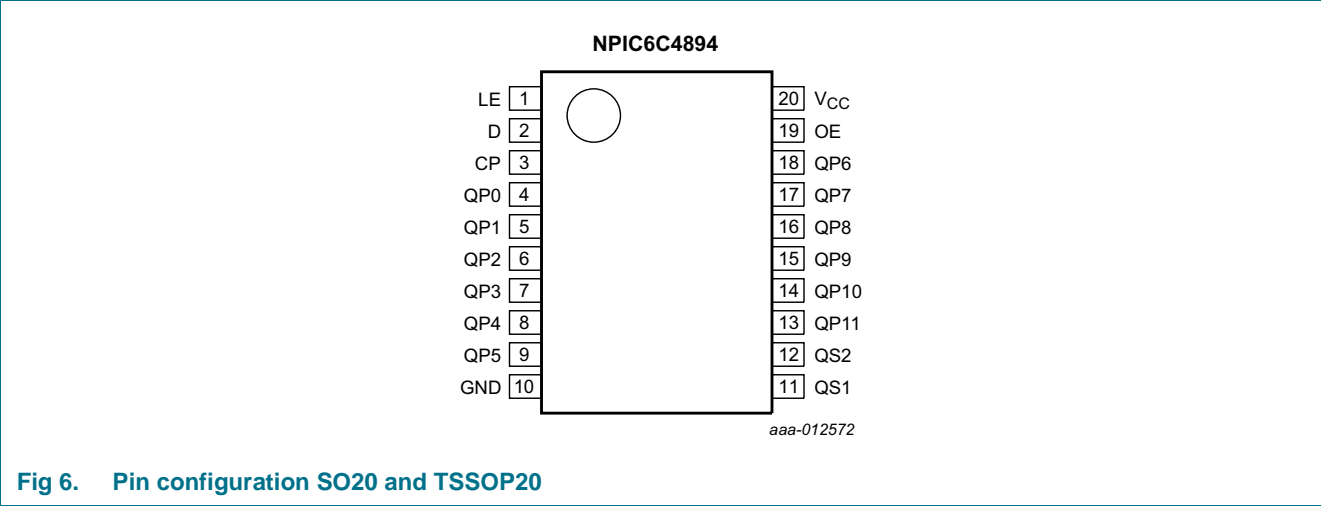 NPIC6C4894
LE 1 20 VCC
D 2 19 OE
CP 3 18 QP6
QP0 4 17 QP7
QP1 5 16 QP8
QP2 6 15 QP9
QP3 7 14 QP10
QP4 8 13 QP11
QP5 9 12 QS2
GND 10 11 QS1
aaa-012572
Fig 6. Pin configuration SO20 and TSSOP20